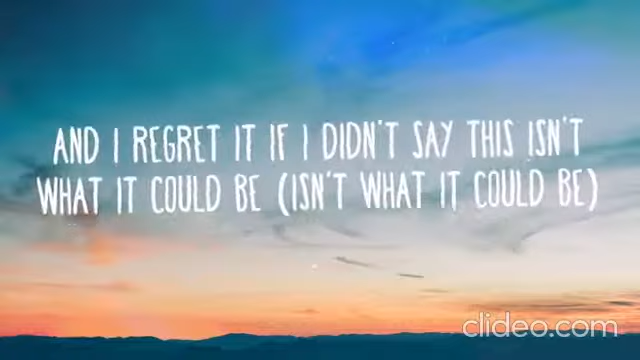 AND I REGRET IT IF I DIDN'T SAY THIS ISN'T
WHAT IT COULD BE (ISN'T WHAT IT COULD BE)
clideo.com